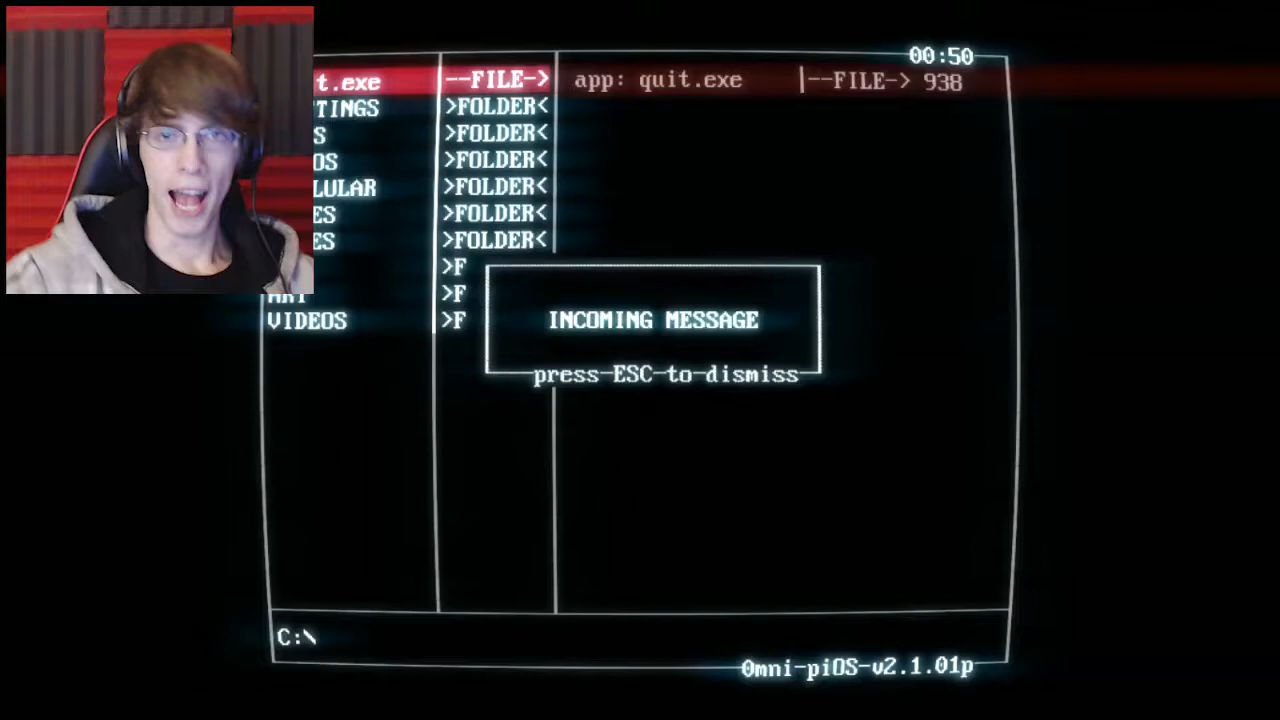 00:50
t.exe --FILE-> app: quit.exe |--FILE-> 938
TINGS >FOLDER<
S >FOLDER<
OS >FOLDER<
LULAR >FOLDER<
ES >FOLDER<
ES >FOLDER<
>F
ART >F
VIDEOS >F
INCOMING MESSAGE
press-ESC-to-dismiss
C:\
Omni-piOS-v2.1.01p